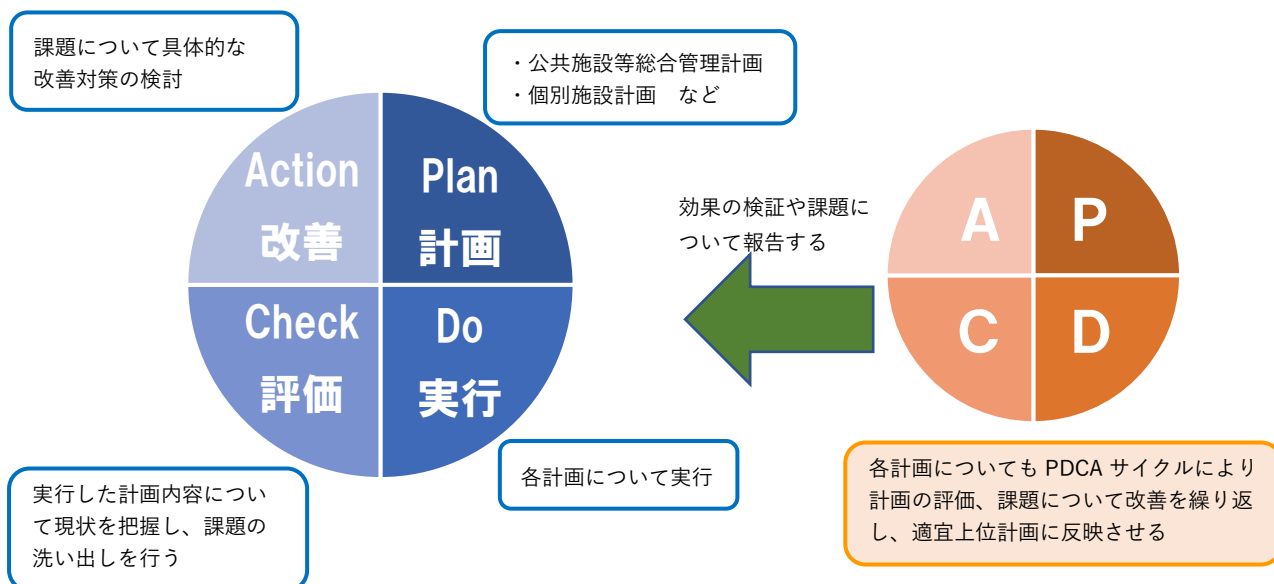 課題について具体的な
改善対策の検討
・公共施設等総合管理計画
・個別施設計画　など
Action
改善
Plan
計画
Check
評価
Do
実行
実行した計画内容につい
て現状を把握し、課題の
洗い出しを行う
各計画について実行
効果の検証や課題に
ついて報告する
A
P
C
D
各計画についても PDCA サイクルにより
計画の評価、課題について改善を繰り返
し、適宜上位計画に反映させる